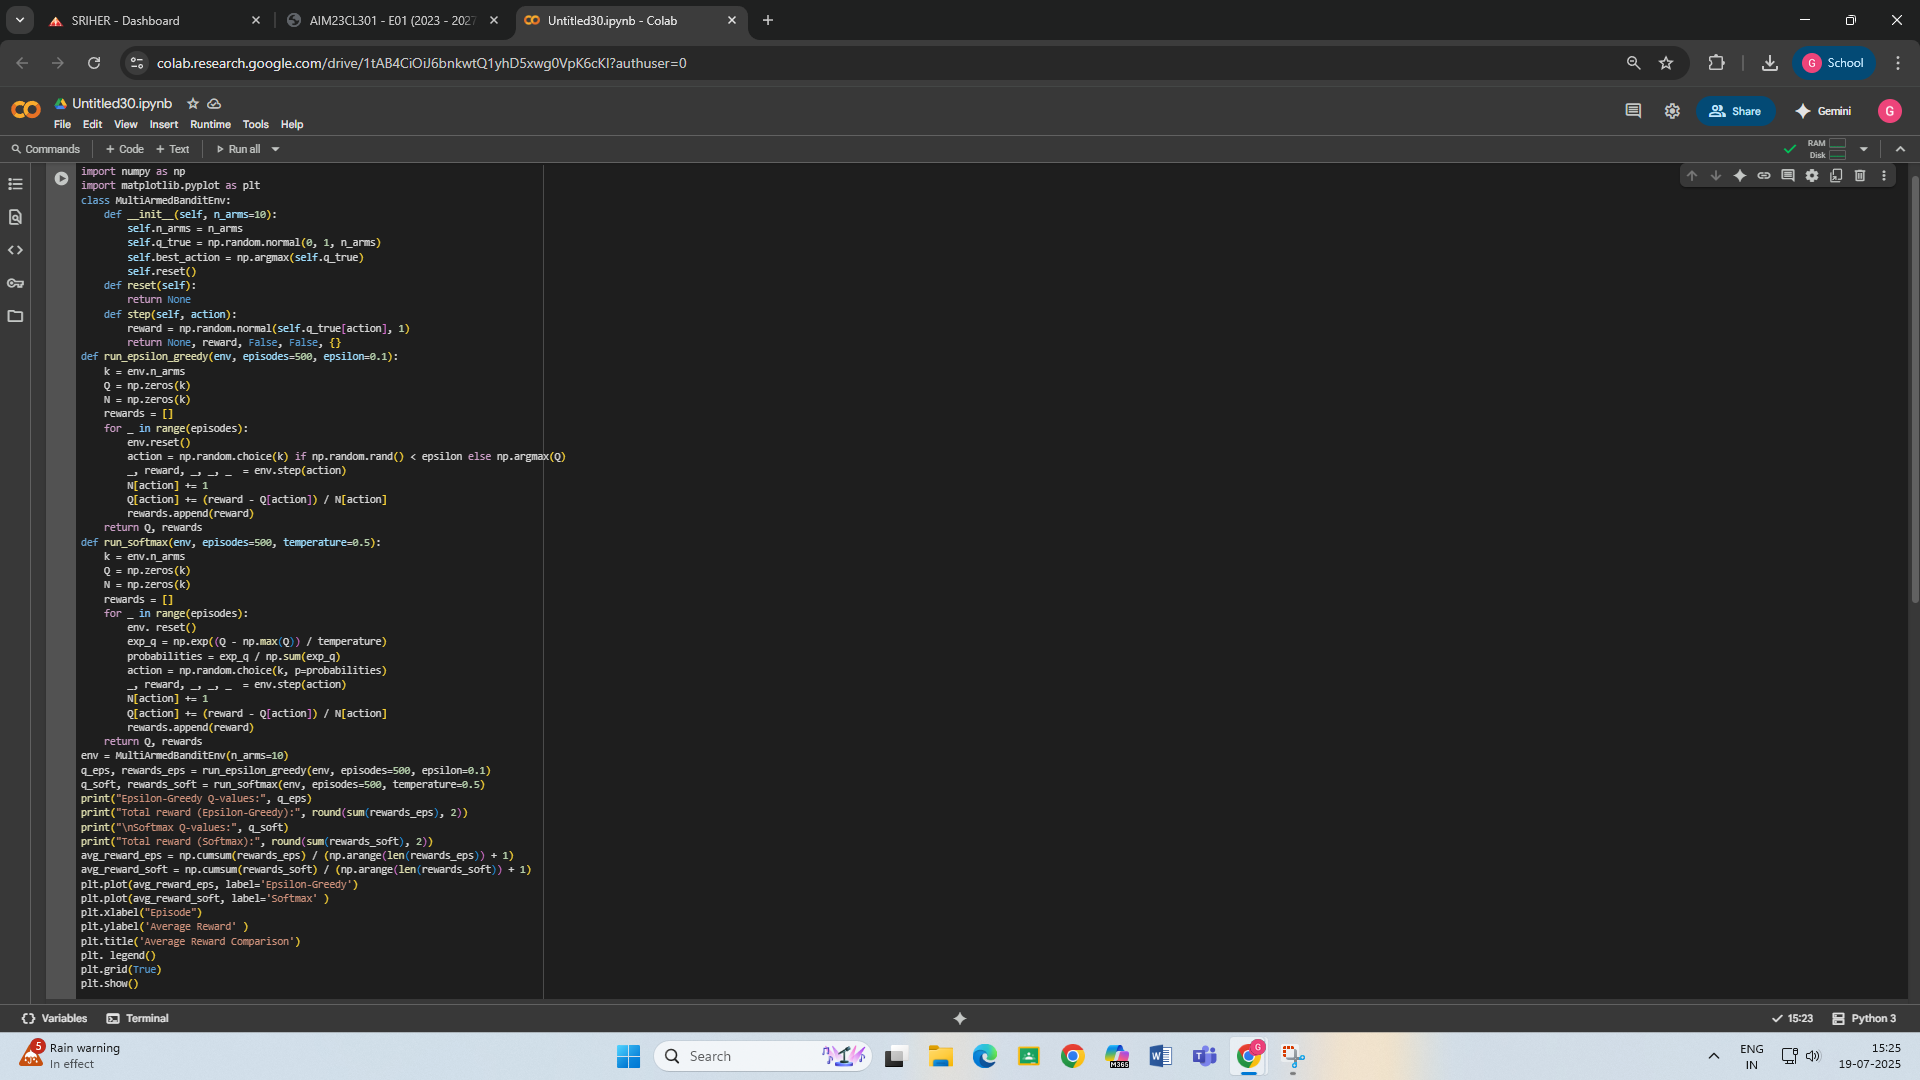 SRIHER - Dashboard
AIM23CL301 - E01 (2023 - 2027
Untitled30.ipynb - Colab
colab.research.google.com/drive/1tAB4CiOiJ6bnkwtQ1yhD5xwg0VpK6cKI?authuser=0
G School
CO Untitled30.ipynb
File Edit View Insert Runtime Tools Help
Share Gemini G
Commands + Code + Text Run all
RAM
Disk
import numpy as np
import matplotlib.pyplot as plt
class MultiArmedBanditEnv:
    def __init__(self, n_arms=10):
        self.n_arms = n_arms
        self.q_true = np.random.normal(0, 1, n_arms)
        self.best_action = np.argmax(self.q_true)
        self.reset()
    def reset(self):
        return None
    def step(self, action):
        reward = np.random.normal(self.q_true[action], 1)
        return None, reward, False, False, {}
def run_epsilon_greedy(env, episodes=500, epsilon=0.1):
    k = env.n_arms
    Q = np.zeros(k)
    N = np.zeros(k)
    rewards = []
    for _ in range(episodes):
        env.reset()
        action = np.random.choice(k) if np.random.rand() < epsilon else np.argmax(Q)
        _, reward, _, _, _  = env.step(action)
        N[action] += 1
        Q[action] += (reward - Q[action]) / N[action]
        rewards.append(reward)
    return Q, rewards
def run_softmax(env, episodes=500, temperature=0.5):
    k = env.n_arms
    Q = np.zeros(k)
    N = np.zeros(k)
    rewards = []
    for _ in range(episodes):
        env. reset()
        exp_q = np.exp((Q - np.max(Q)) / temperature)
        probabilities = exp_q / np.sum(exp_q)
        action = np.random.choice(k, p=probabilities)
        _, reward, _, _, _  = env.step(action)
        N[action] += 1
        Q[action] += (reward - Q[action]) / N[action]
        rewards.append(reward)
    return Q, rewards
env = MultiArmedBanditEnv(n_arms=10)
q_eps, rewards_eps = run_epsilon_greedy(env, episodes=500, epsilon=0.1)
q_soft, rewards_soft = run_softmax(env, episodes=500, temperature=0.5)
print("Epsilon-Greedy Q-values:", q_eps)
print("Total reward (Epsilon-Greedy):", round(sum(rewards_eps), 2))
print("\nSoftmax Q-values:", q_soft)
print("Total reward (Softmax):", round(sum(rewards_soft), 2))
avg_reward_eps = np.cumsum(rewards_eps) / (np.arange(len(rewards_eps)) + 1)
avg_reward_soft = np.cumsum(rewards_soft) / (np.arange(len(rewards_soft)) + 1)
plt.plot(avg_reward_eps, label='Epsilon-Greedy')
plt.plot(avg_reward_soft, label='Softmax' )
plt.xlabel("Episode")
plt.ylabel('Average Reward' )
plt.title('Average Reward Comparison')
plt. legend()
plt.grid(True)
plt.show()
Variables Terminal
15:23 Python 3
5 Rain warning
In effect
Search
M365
G
ENG
IN
15:25
19-07-2025